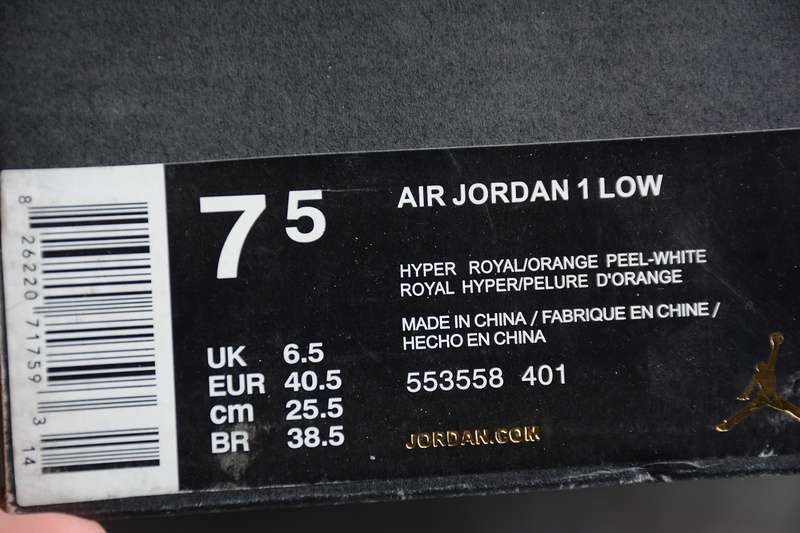 8 26220 71759 3 14
7 5
AIR JORDAN 1 LOW
HYPER ROYAL/ORANGE PEEL-WHITE
ROYAL HYPER/PELURE D'ORANGE
MADE IN CHINA / FABRIQUE EN CHINE /
HECHO EN CHINA
553558 401
UK 6.5
EUR 40.5
cm 25.5
BR 38.5
JORDAN.COM